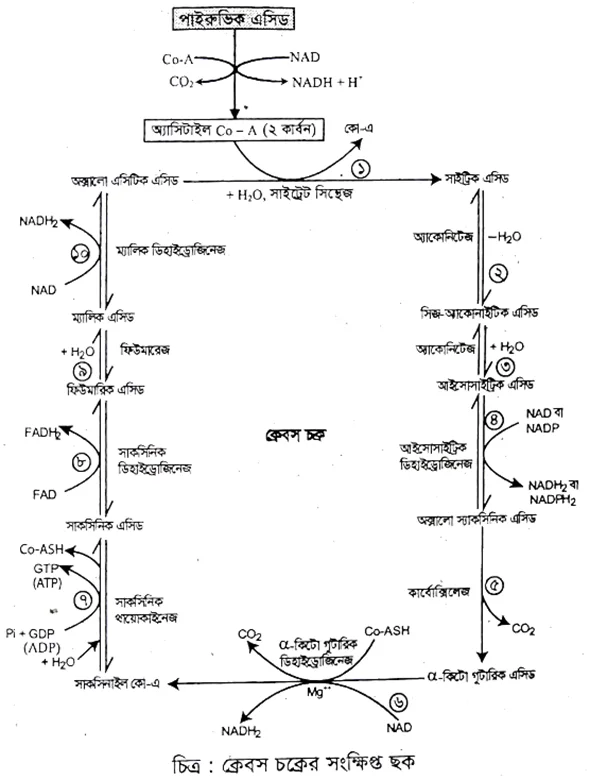 পাইরুভিক এসিড
Co-A NAD
CO₂ NADH + H⁺
অ্যাসিটাইল Co – A (২ কার্বন) কো-এ
অক্সালো এসিটিক এসিড ১ সাইট্রিক এসিড
+ H₂O, সাইট্রেট সিন্থেজ
NADH₂
১০ ম্যালিক ডিহাইড্রোজিনেজ
NAD
অ্যাকোনিটেজ –H₂O
২
ম্যালিক এসিড
সিজ-অ্যাকোনাইটিক এসিড
+ H₂O ফিউমারেজ
৯
অ্যাকোনিটেজ + H₂O
৩
ফিউমারিক এসিড
আইসোসাইট্রিক এসিড
FADH₂
৮ সাকসিনিক
ডিহাইড্রোজিনেজ
FAD
ক্রেবস চক্র
৪ NAD বা
NADP
আইসোসাইট্রিক
ডিহাইড্রোজিনেজ
NADH₂ বা
NADPH₂
সাকসিনিক এসিড
অক্সালো স্যাকসিনিক এসিড
Co-ASH
GTP
(ATP)
৭ সাকসিনিক
থায়োকাইনেজ
Pi + GDP
(ADP)
+ H₂O
কার্বোক্সিলেজ ৫
CO₂
CO₂ α-কিটো গ্লুটারিক
ডিহাইড্রোজিনেজ Co-ASH
সাকসিনাইল কো-এ
α-কিটো গ্লুটারিক এসিড
Mg⁺⁺
৬
NADH₂ NAD
চিত্র : ক্রেবস চক্রের সংক্ষিপ্ত ছক